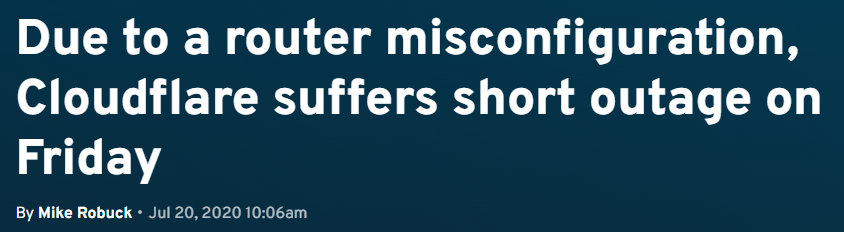 Due to a router misconfiguration,
Cloudflare suffers short outage on
Friday
By Mike Robuck • Jul 20, 2020 10:06am